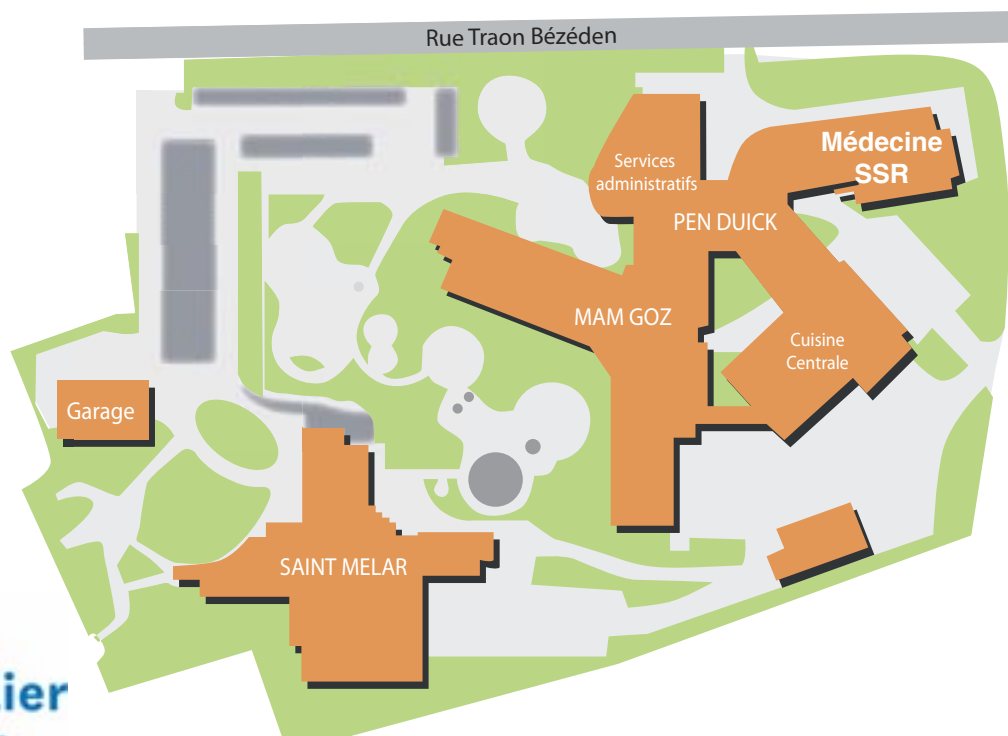 Rue Traon Bézéden
Services
administratifs
Médecine
SSR
PEN DUICK
MAM GOZ
Cuisine
Centrale
Garage
SAINT MELAR
ier